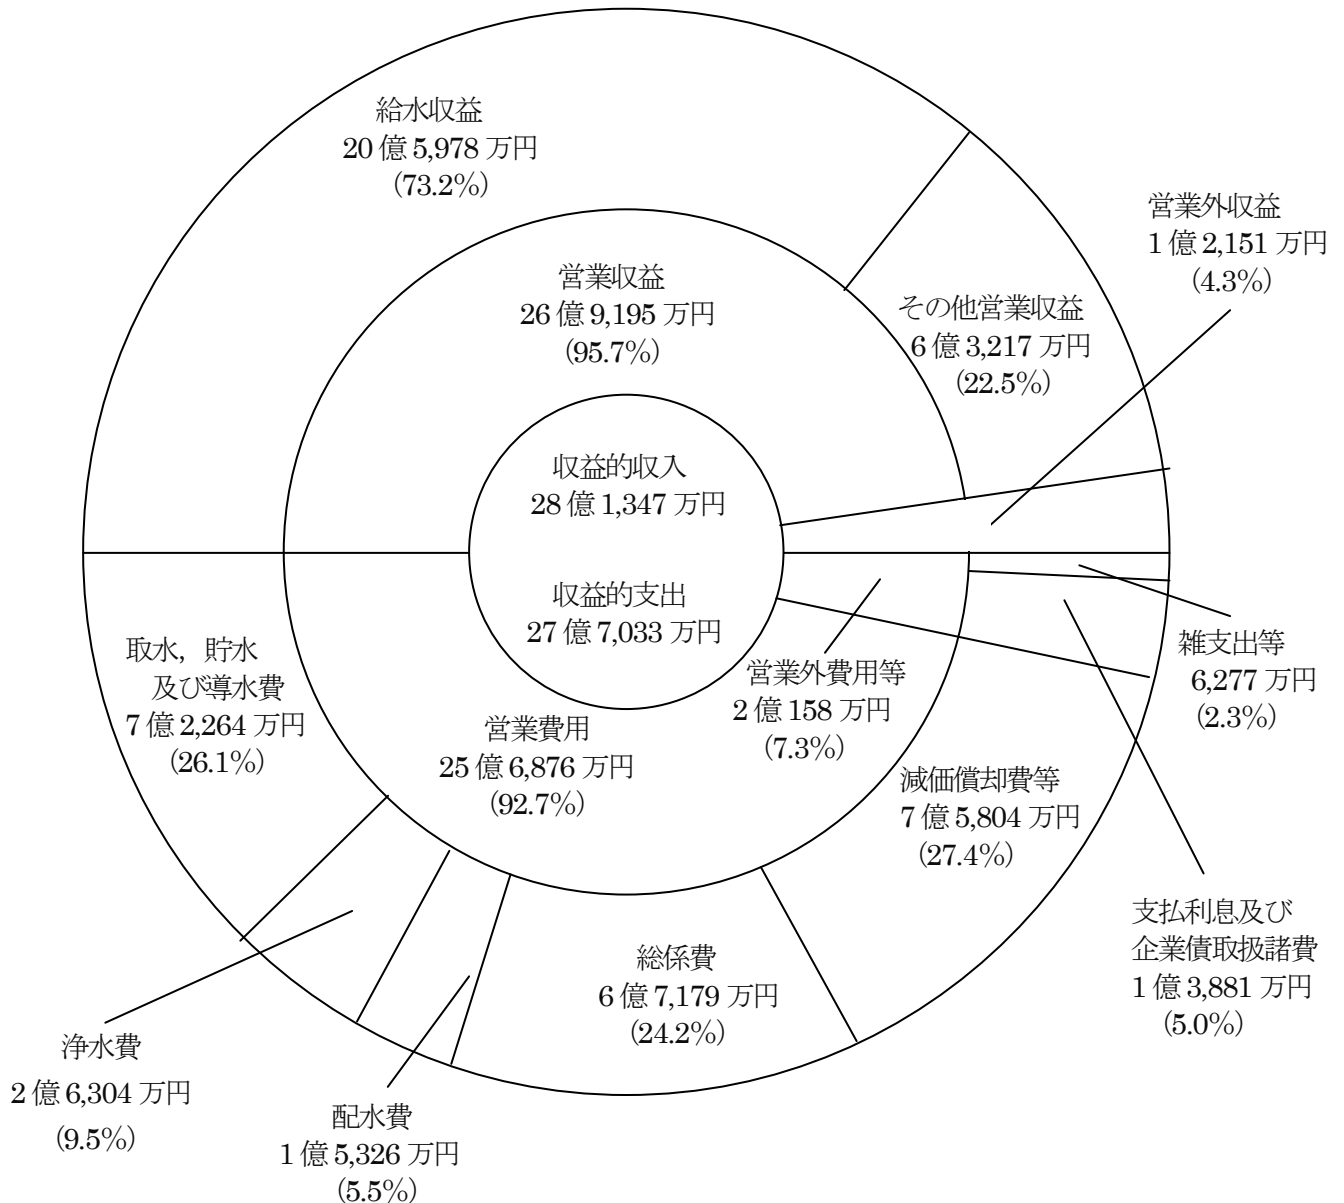 給水収益
20 億 5,978 万円
(73.2%)
営業外収益
1 億 2,151 万円
(4.3%)
営業収益
26 億 9,195 万円
(95.7%)
その他営業収益
6 億 3,217 万円
(22.5%)
収益的収入
28 億 1,347 万円
収益的支出
27 億 7,033 万円
取水，貯水
及び導水費
7 億 2,264 万円
(26.1%)
営業費用
25 億 6,876 万円
(92.7%)
営業外費用等
2 億 158 万円
(7.3%)
雑支出等
6,277 万円
(2.3%)
減価償却費等
7 億 5,804 万円
(27.4%)
支払利息及び
企業債取扱諸費
1 億 3,881 万円
(5.0%)
総係費
6 億 7,179 万円
(24.2%)
浄水費
2 億 6,304 万円
(9.5%)
配水費
1 億 5,326 万円
(5.5%)